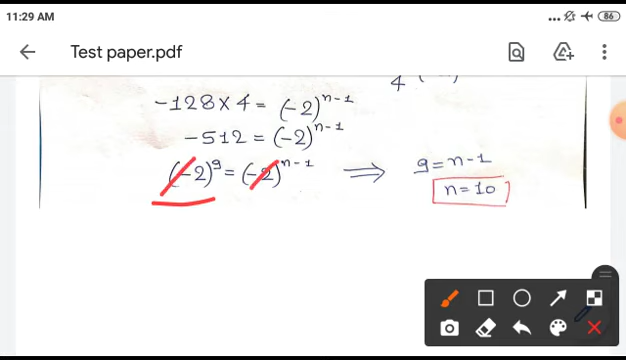 11:29 AM ... 86
Test paper.pdf
4
-128 × 4 = (-2)^n-1
-512 = (-2)^n-1
(-2)^9 = (-2)^n-1 ⟹ 9 = n-1
n = 10